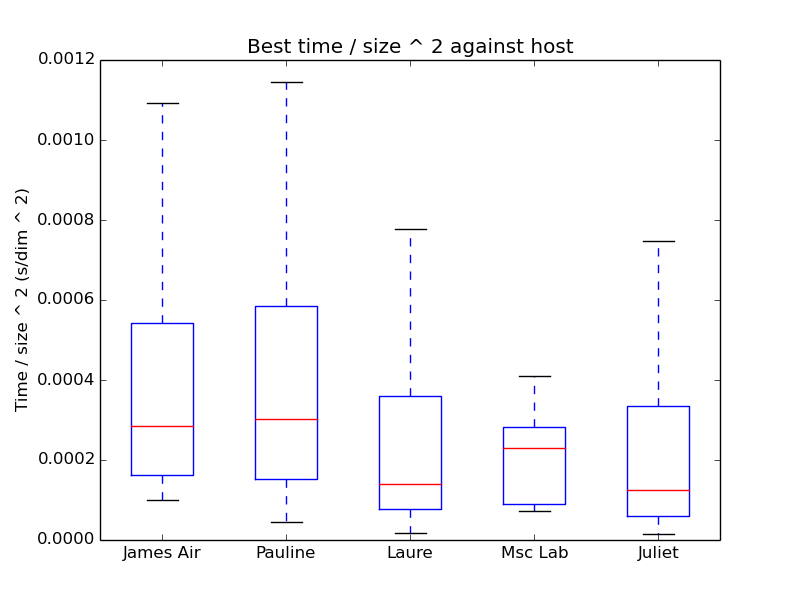 Best time / size ^ 2 against host
Time / size ^ 2 (s/dim ^ 2)
0.0012
0.0010
0.0008
0.0006
0.0004
0.0002
0.0000
James Air Pauline Laure Msc Lab Juliet